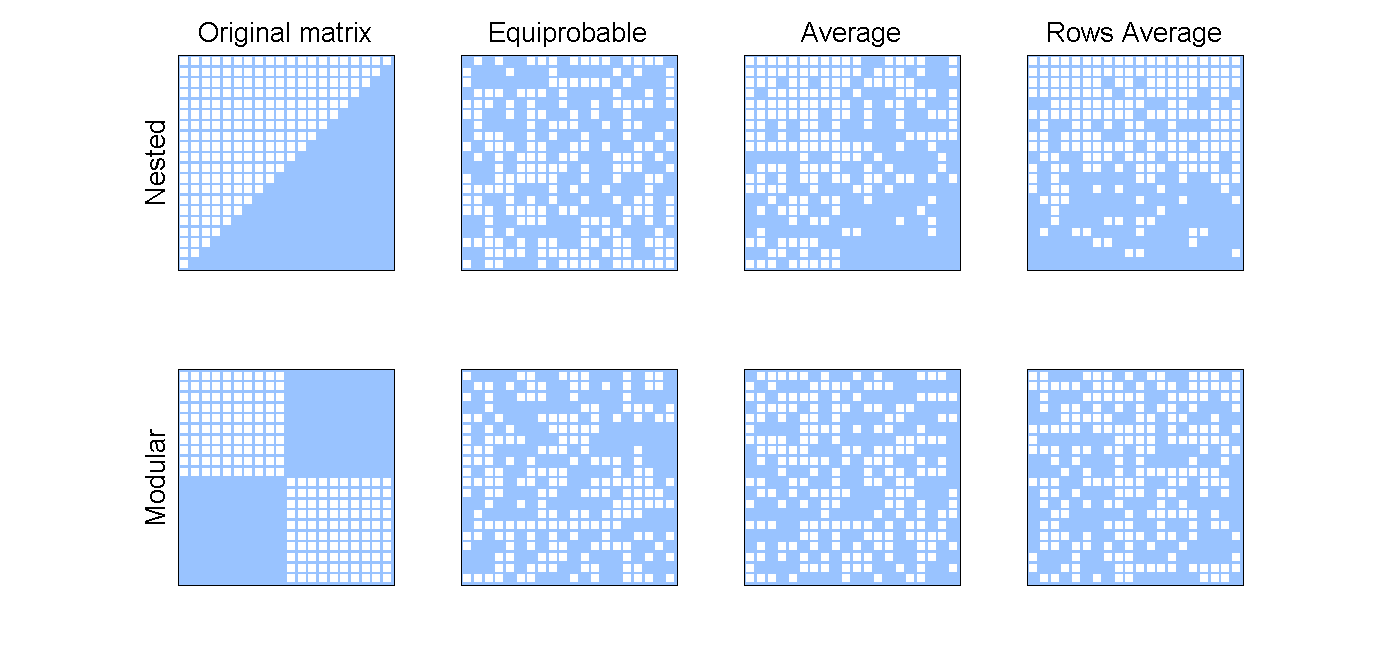 Original matrix
Equiprobable
Average
Rows Average
Nested
Modular